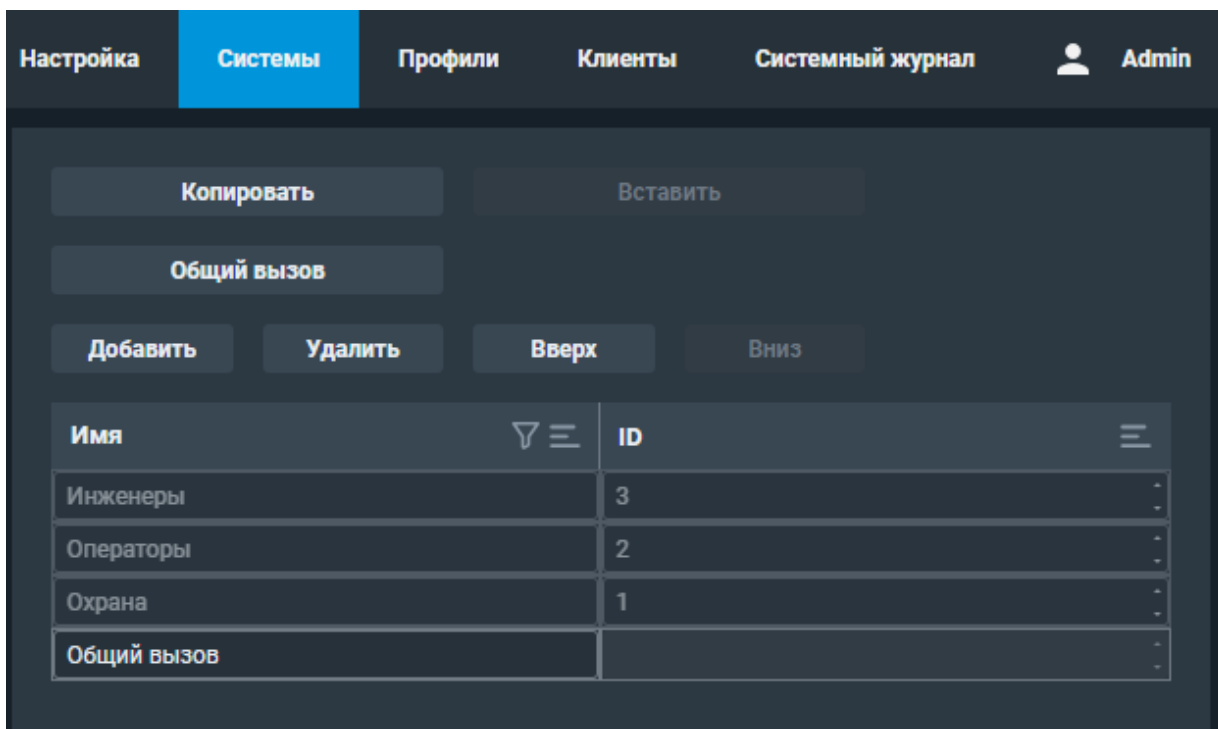 Настройка Системы Профили Клиенты Системный журнал Admin
Копировать Вставить
Общий вызов
Добавить Удалить Вверх Вниз
Имя ID
Инженеры 3
Операторы 2
Охрана 1
Общий вызов